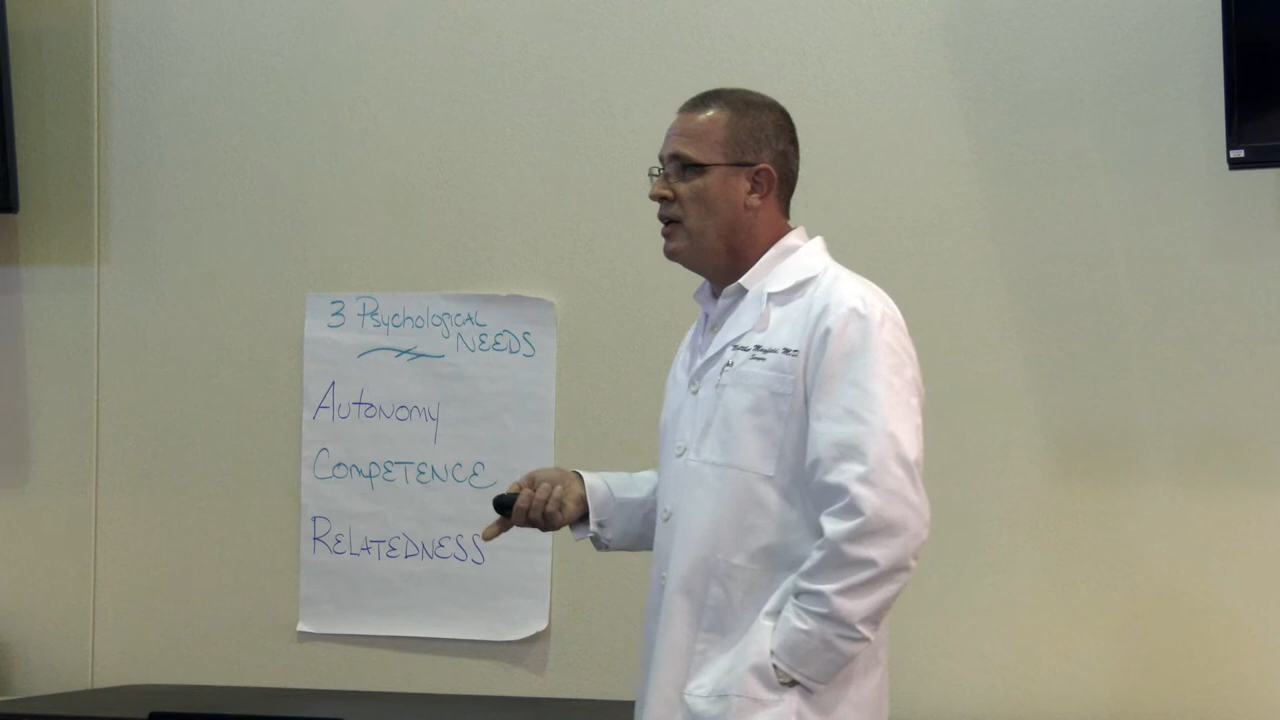 3 Psychological
NEEDS
Autonomy
Competence
Relatedness
M.D.